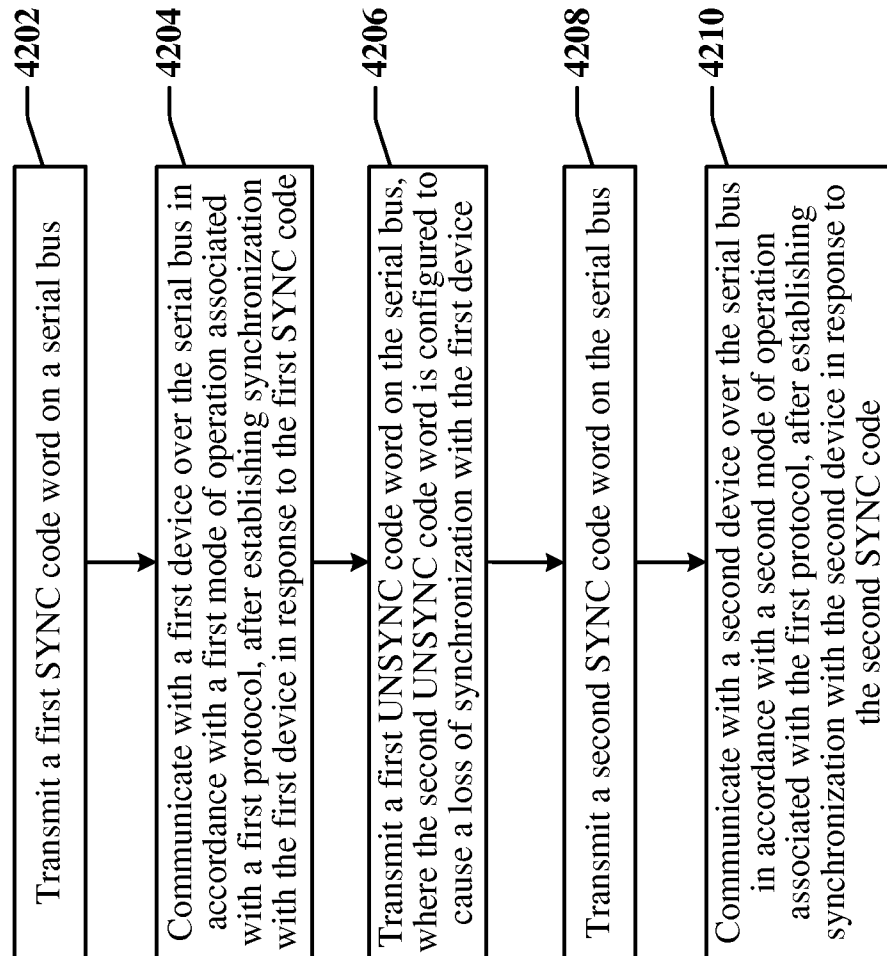 Transmit a first SYNC code word on a serial bus
4202
Communicate with a first device over the serial bus in
accordance with a first mode of operation associated
with a first protocol, after establishing synchronization
with the first device in response to the first SYNC code
4204
Transmit a first UNSYNC code word on the serial bus,
where the second UNSYNC code word is configured to
cause a loss of synchronization with the first device
4206
Transmit a second SYNC code word on the serial bus
4208
Communicate with a second device over the serial bus
in accordance with a second mode of operation
associated with the first protocol, after establishing
synchronization with the second device in response to
the second SYNC code
4210